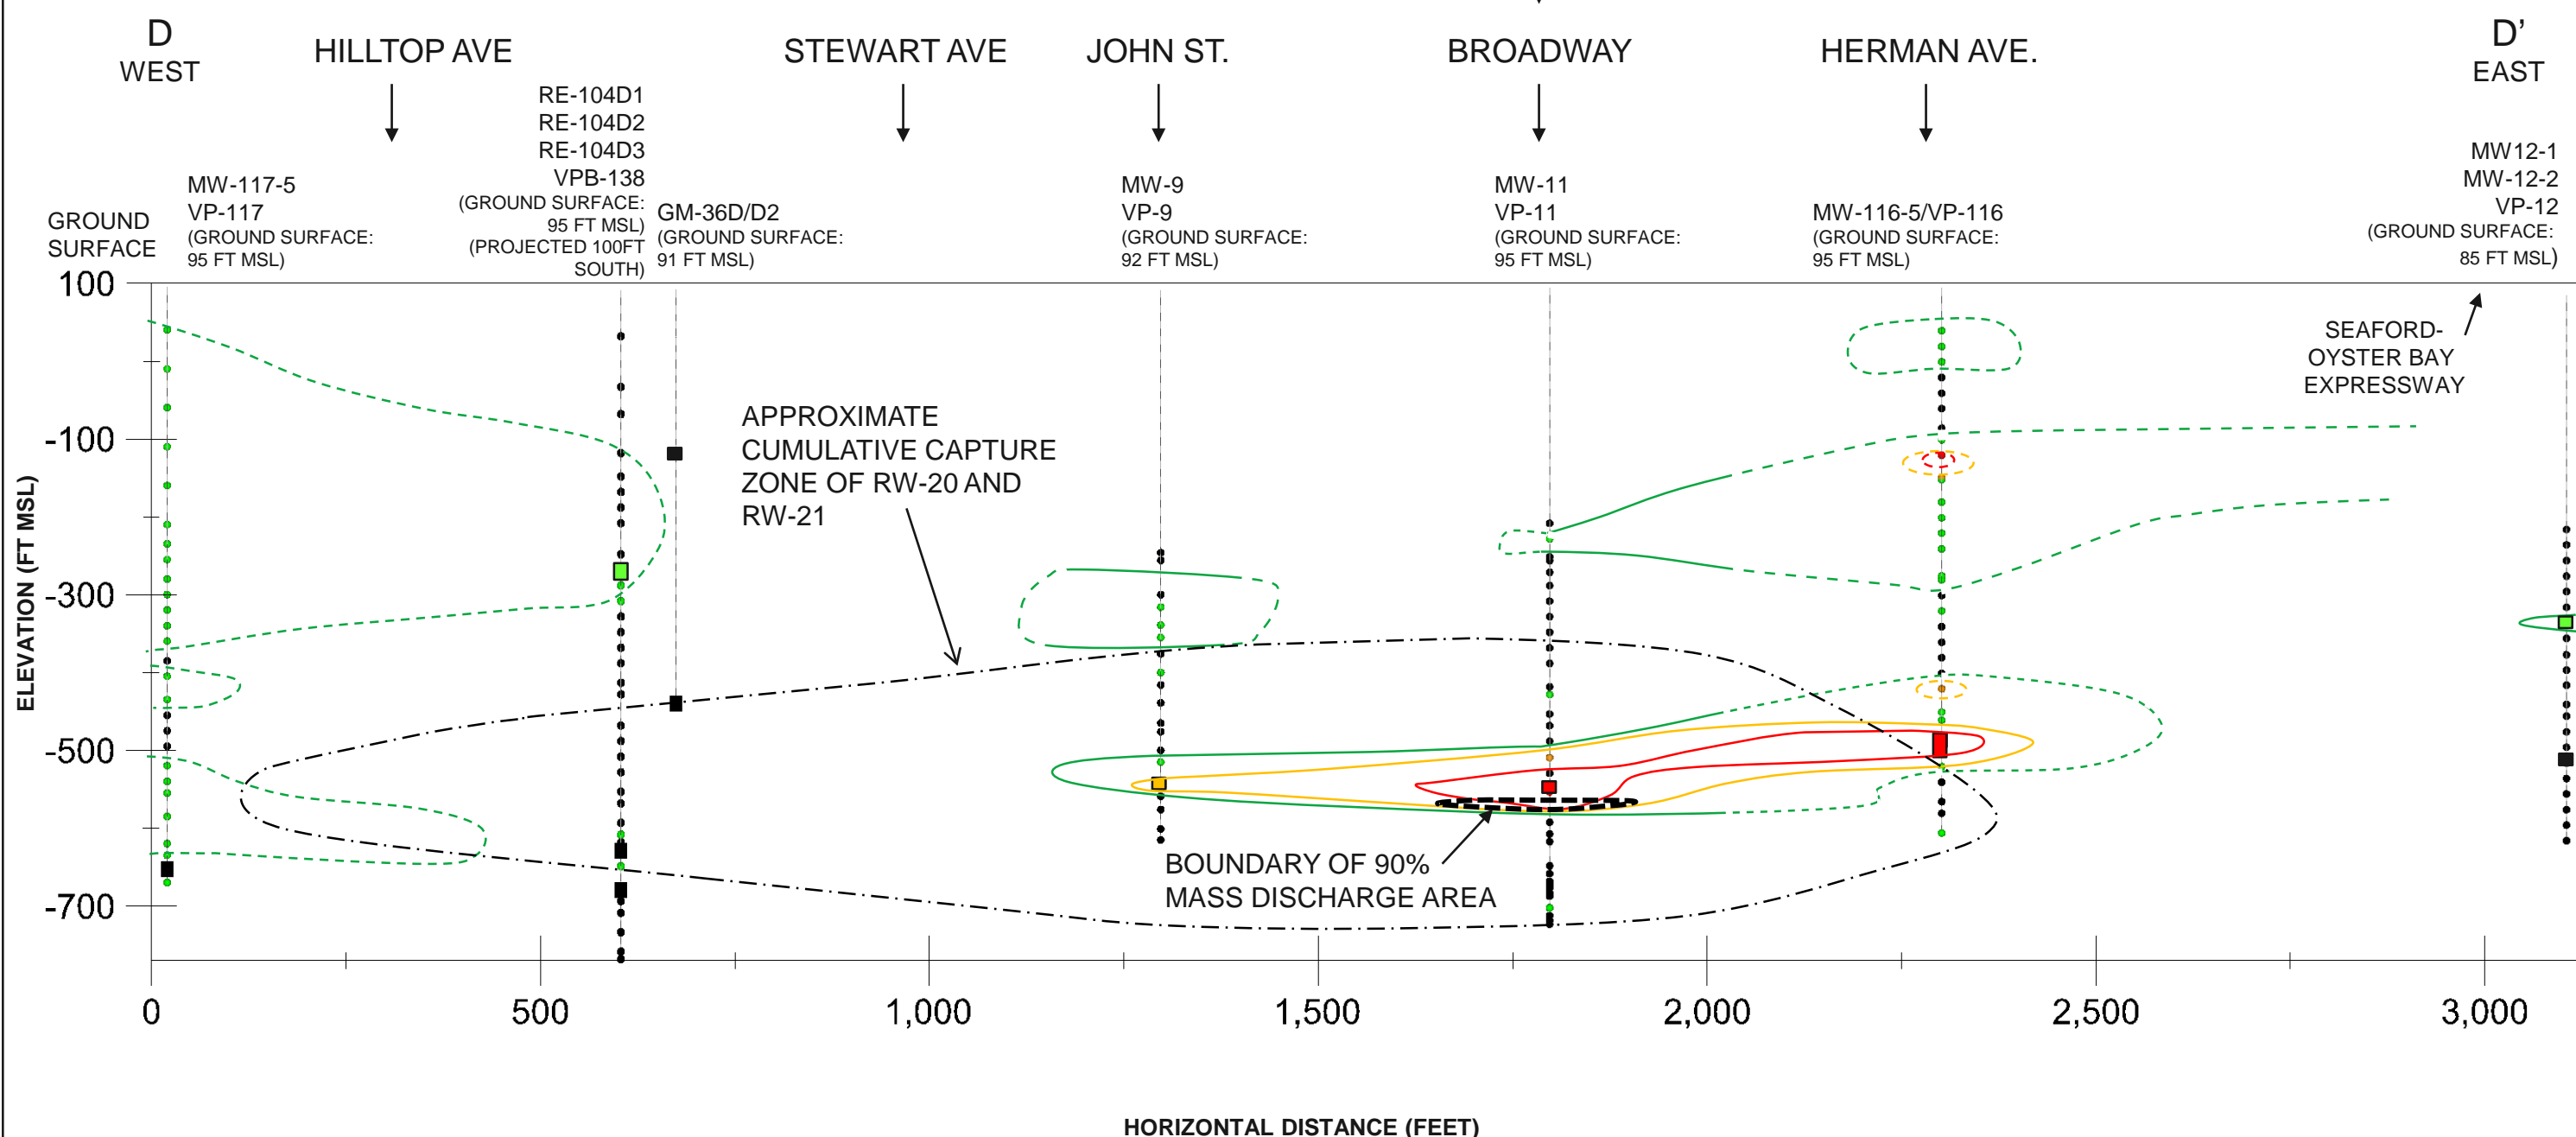 D
WEST
HILLTOP AVE
STEWART AVE
JOHN ST.
BROADWAY
HERMAN AVE.
D'
EAST
GROUND
SURFACE
MW-117-5
VP-117
(GROUND SURFACE:
95 FT MSL)
RE-104D1
RE-104D2
RE-104D3
VPB-138
(GROUND SURFACE:
95 FT MSL)
(PROJECTED 100FT
SOUTH)
GM-36D/D2
(GROUND SURFACE:
91 FT MSL)
MW-9
VP-9
(GROUND SURFACE:
92 FT MSL)
MW-11
VP-11
(GROUND SURFACE:
95 FT MSL)
MW-116-5/VP-116
(GROUND SURFACE:
95 FT MSL)
MW12-1
MW-12-2
VP-12
(GROUND SURFACE:
85 FT MSL)
SEAFORD-
OYSTER BAY
EXPRESSWAY
APPROXIMATE
CUMULATIVE CAPTURE
ZONE OF RW-20 AND
RW-21
BOUNDARY OF 90%
MASS DISCHARGE AREA
ELEVATION (FT MSL)
100
-100
-300
-500
-700
0
500
1,000
1,500
2,000
2,500
3,000
HORIZONTAL DISTANCE (FEET)